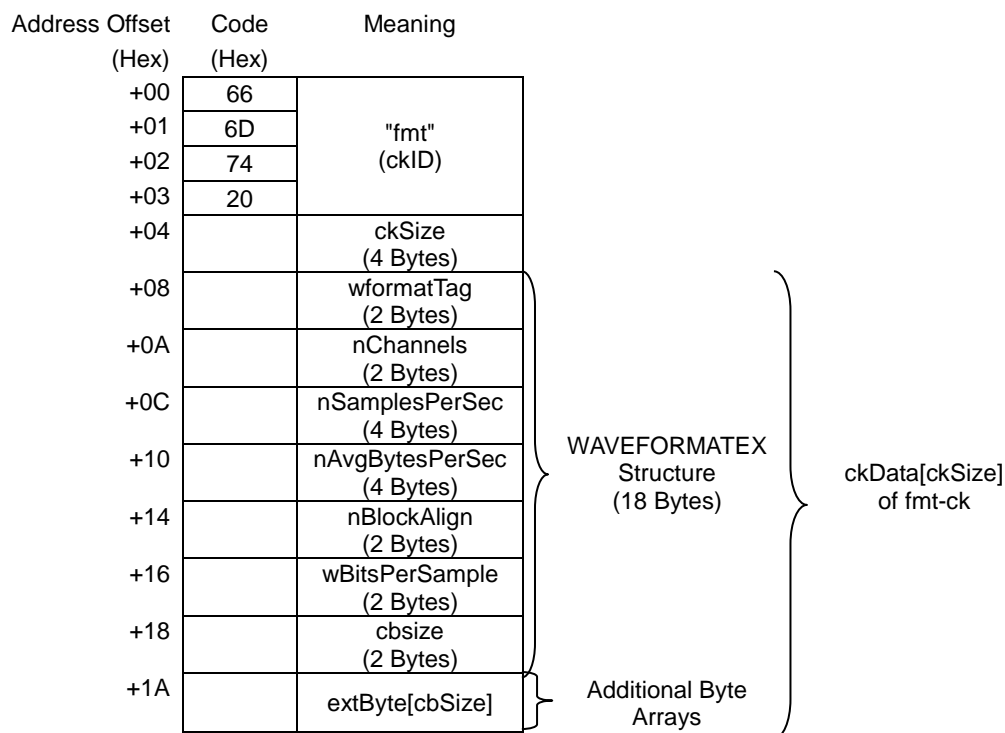 Address Offset Code Meaning
(Hex) (Hex)
+00 66
+01 6D "fmt"
+02 74 (ckID)
+03 20
+04 ckSize
(4 Bytes)
+08 wformatTag
(2 Bytes)
+0A nChannels
(2 Bytes)
+0C nSamplesPerSec
(4 Bytes)
+10 nAvgBytesPerSec
(4 Bytes)
WAVEFORMATEX
Structure
(18 Bytes)
ckData[ckSize]
of fmt-ck
+14 nBlockAlign
(2 Bytes)
+16 wBitsPerSample
(2 Bytes)
+18 cbsize
(2 Bytes)
+1A extByte[cbSize]
Additional Byte
Arrays